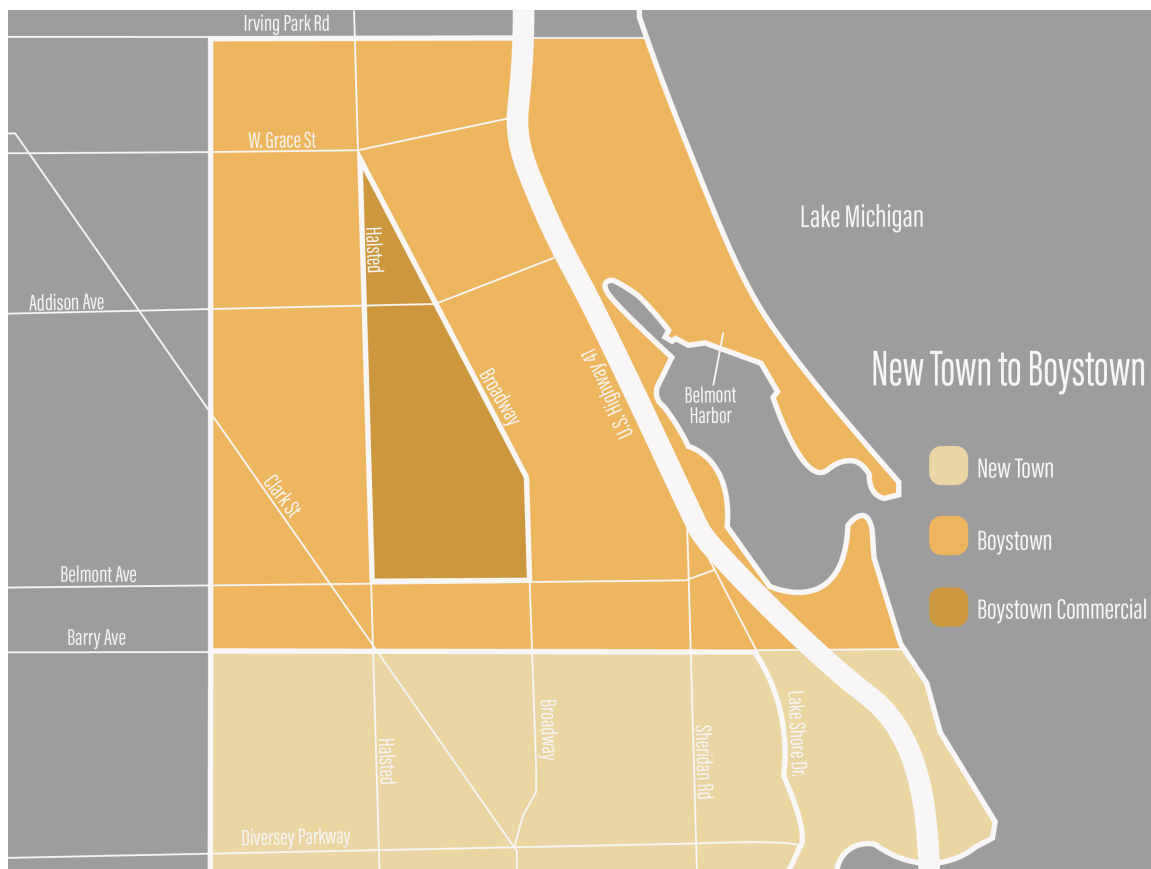 Irving Park Rd
W. Grace St
Lake Michigan
Halsted
Addison Ave
New Town to Boystown
Broadway
U.S. Highway 41
Belmont
Harbor
New Town
Clark St
Boystown
Belmont Ave
Boystown Commercial
Barry Ave
Broadway
Lake Shore Dr.
Halsted
Sheridan Rd
Diversey Parkway